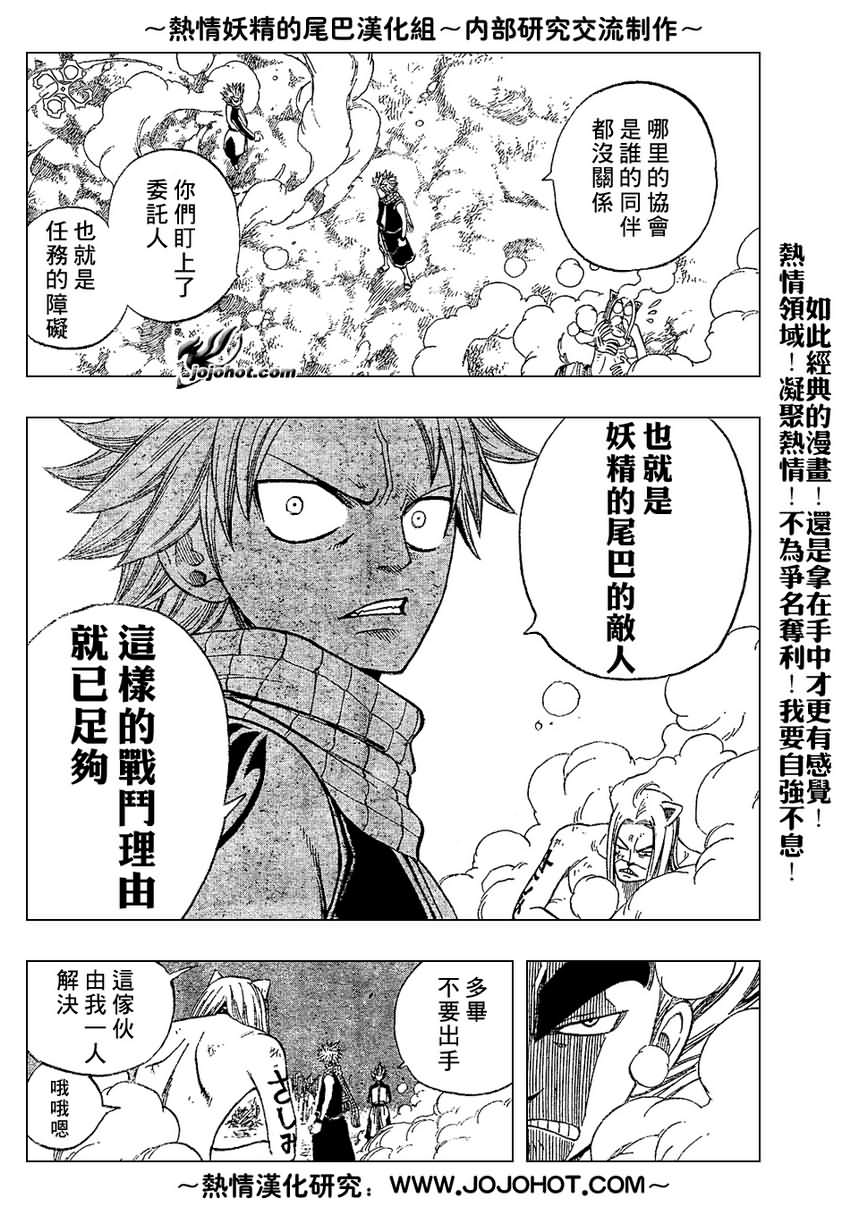 ～熱情妖精的尾巴漢化組～内部研究交流制作～
哪里的協會
是誰的同伴
都沒關係
你們盯上了
委託人
也就是
任務的障礙
jojohot.com
也就是
妖精的尾巴的敵人
這樣的戰鬥理由
就已足夠
如此經典的漫畫！還是拿在手中才更有感覺！
熱情領域！凝聚熱情！不為爭名奪利！我要自強不息！
多畢
不要出手
這傢伙
由我一人
解決
哦哦嗯
さしみ
～熱情漢化研究：WWW.JOJOHOT.COM～